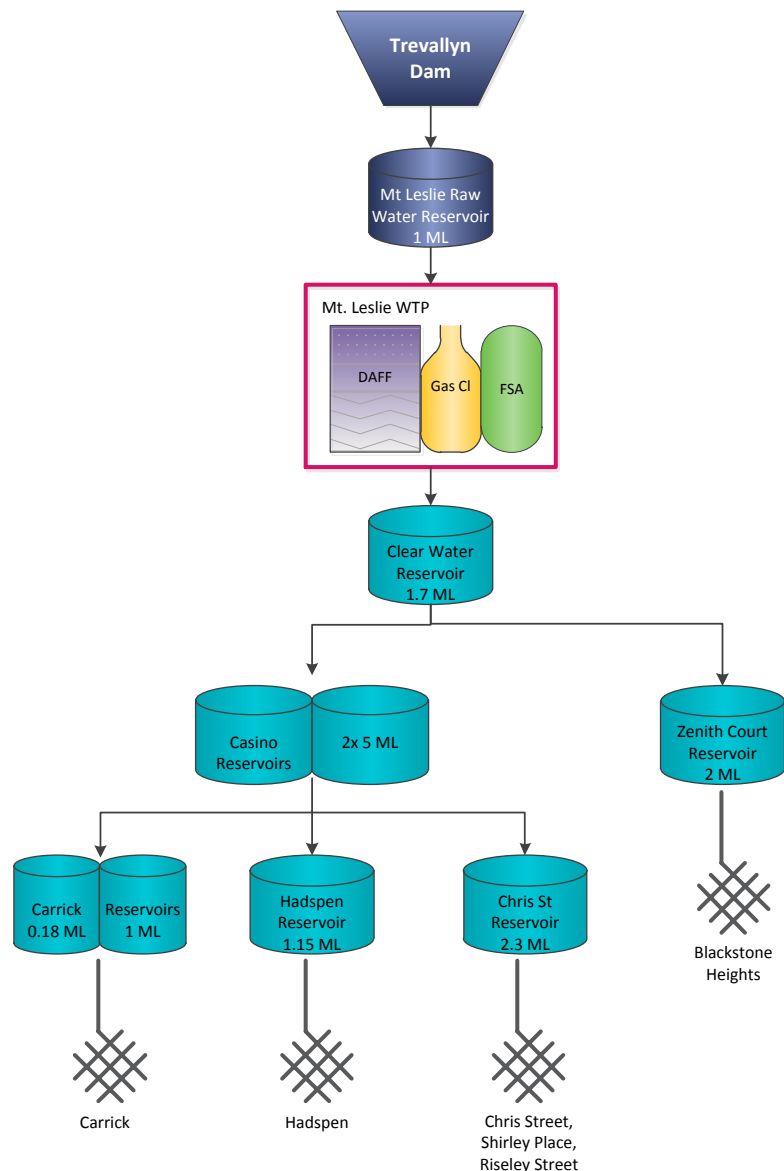 Trevallyn
Dam
Mt Leslie Raw
Water Reservoir
1 ML
Mt. Leslie WTP
DAFF
Gas Cl
FSA
Clear Water
Reservoir
1.7 ML
Casino
Reservoirs
2x 5 ML
Zenith Court
Reservoir
2 ML
Carrick
0.18 ML
Reservoirs
1 ML
Hadspen
Reservoir
1.15 ML
Chris St
Reservoir
2.3 ML
Blackstone
Heights
Carrick
Hadspen
Chris Street,
Shirley Place,
Riseley Street